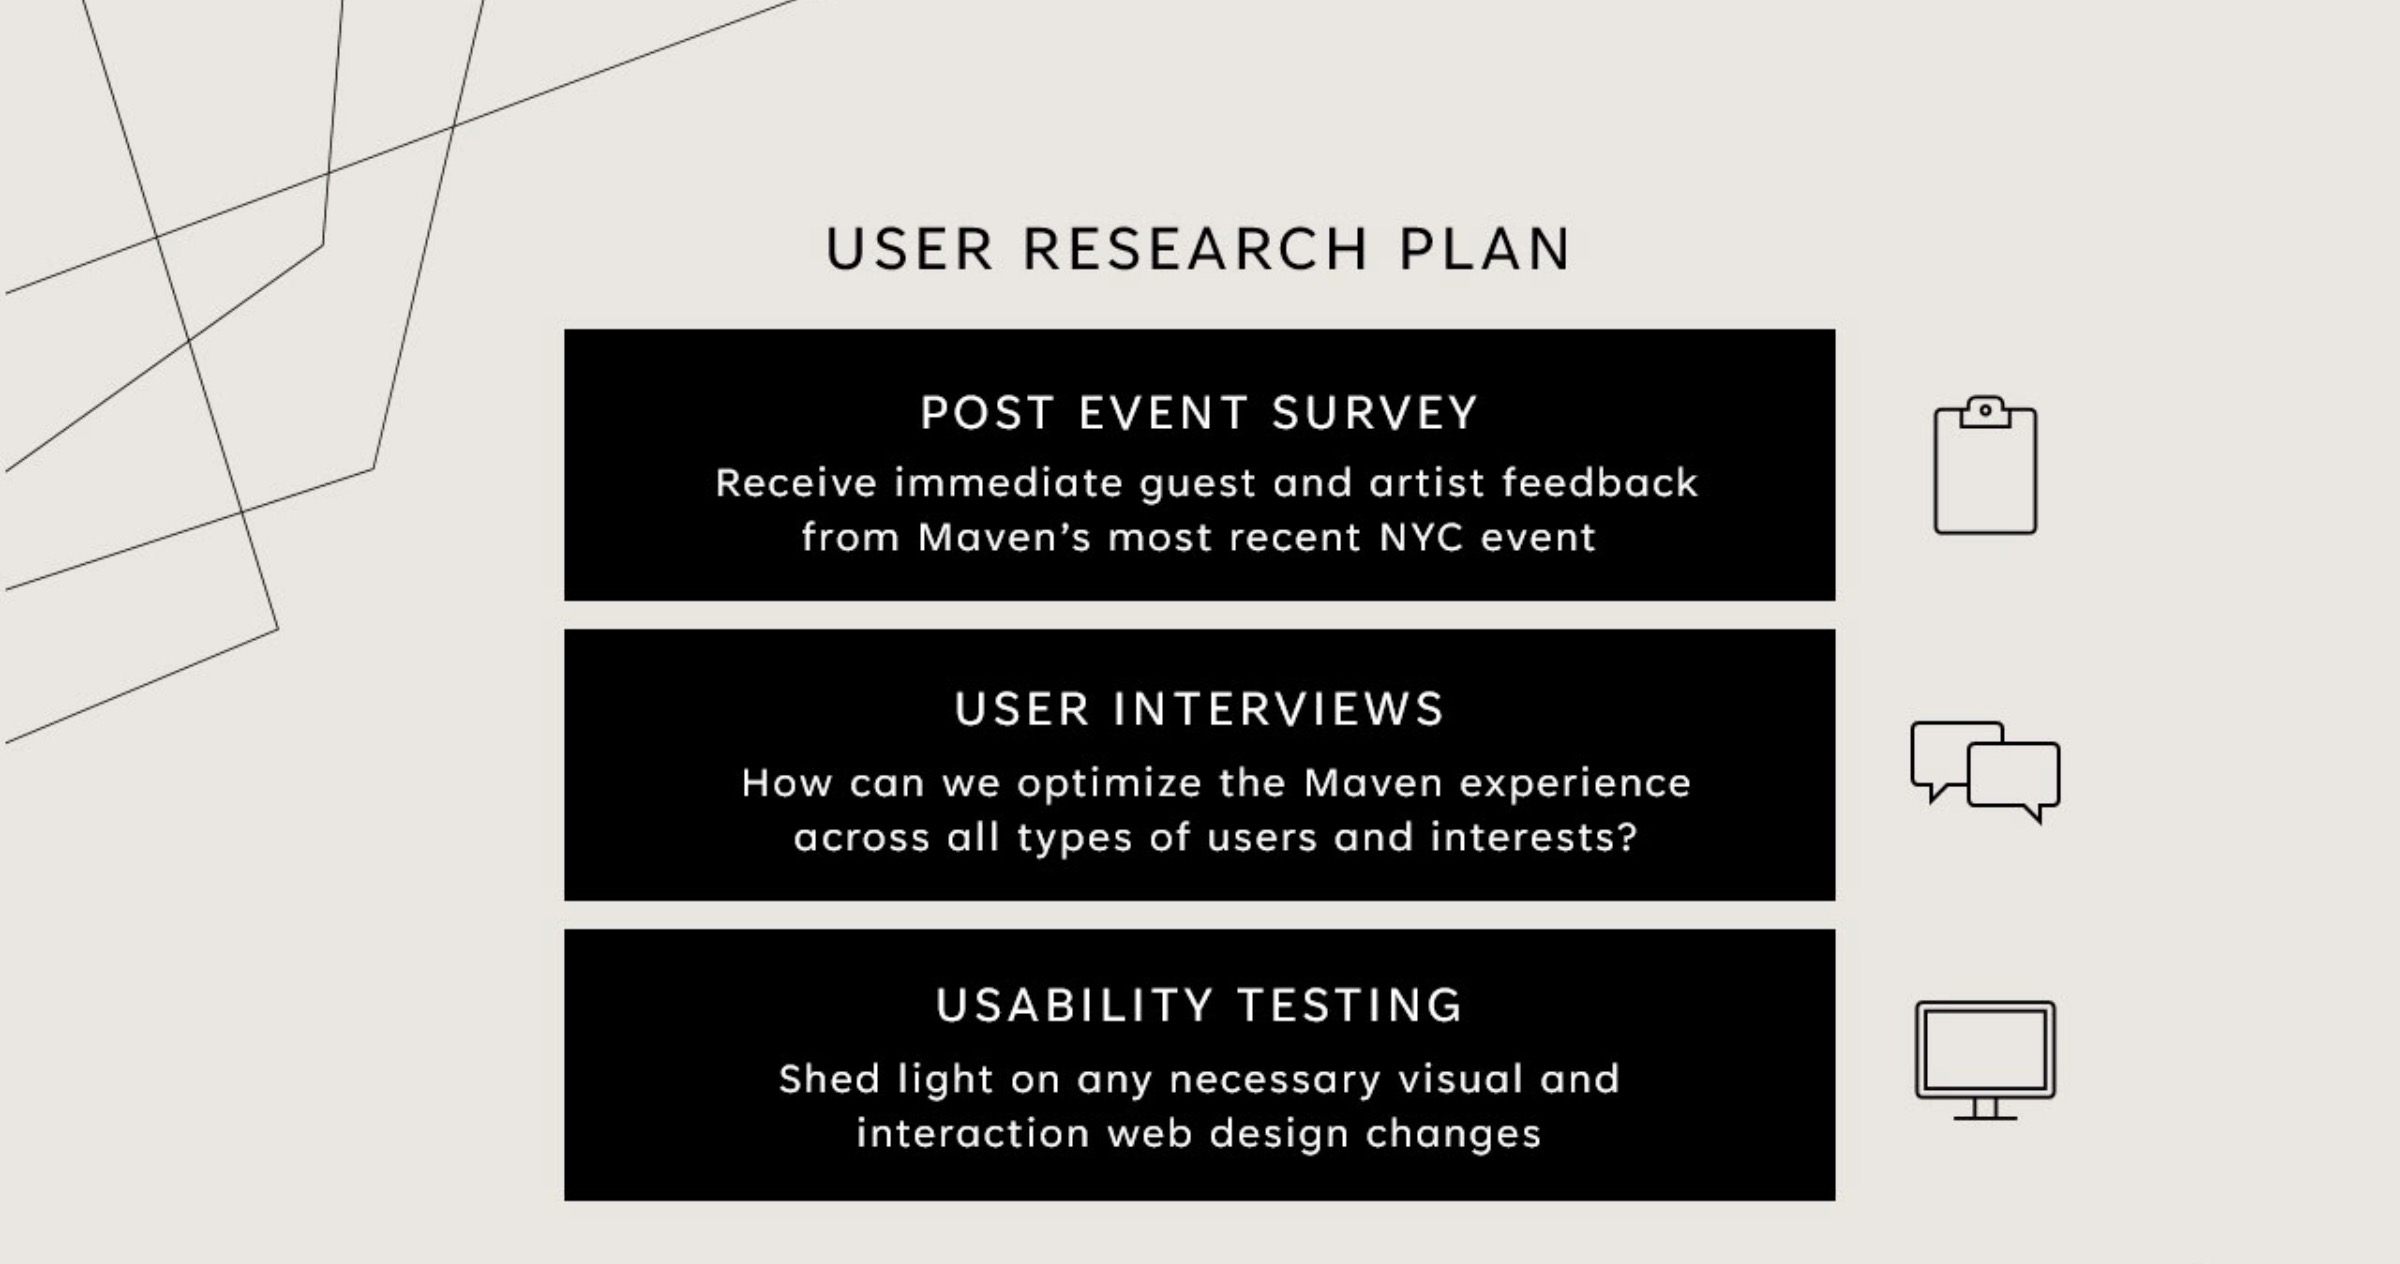 USER RESEARCH PLAN
POST EVENT SURVEY
Receive immediate guest and artist feedback
from Maven’s most recent NYC event
USER INTERVIEWS
How can we optimize the Maven experience
across all types of users and interests?
USABILITY TESTING
Shed light on any necessary visual and
interaction web design changes